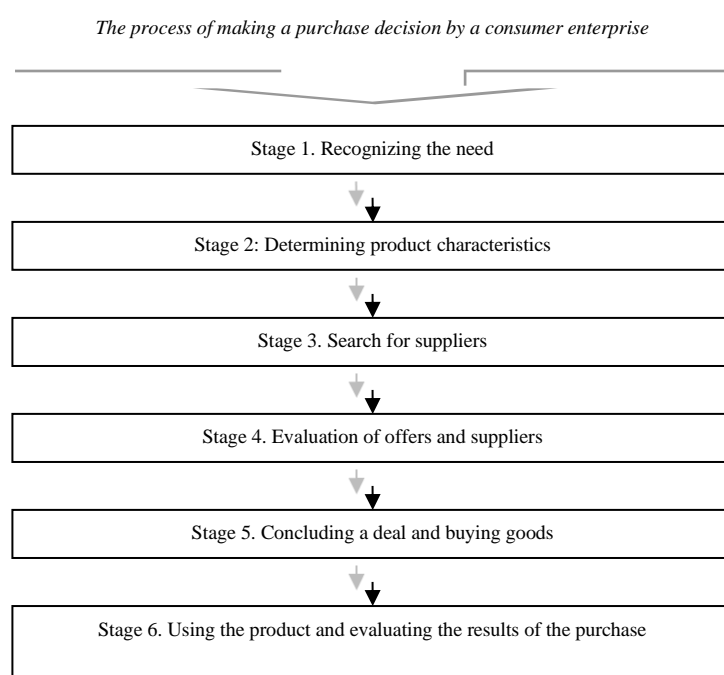 The process of making a purchase decision by a consumer enterprise
Stage 1. Recognizing the need
Stage 2: Determining product characteristics
Stage 3. Search for suppliers
Stage 4. Evaluation of offers and suppliers
Stage 5. Concluding a deal and buying goods
Stage 6. Using the product and evaluating the results of the purchase